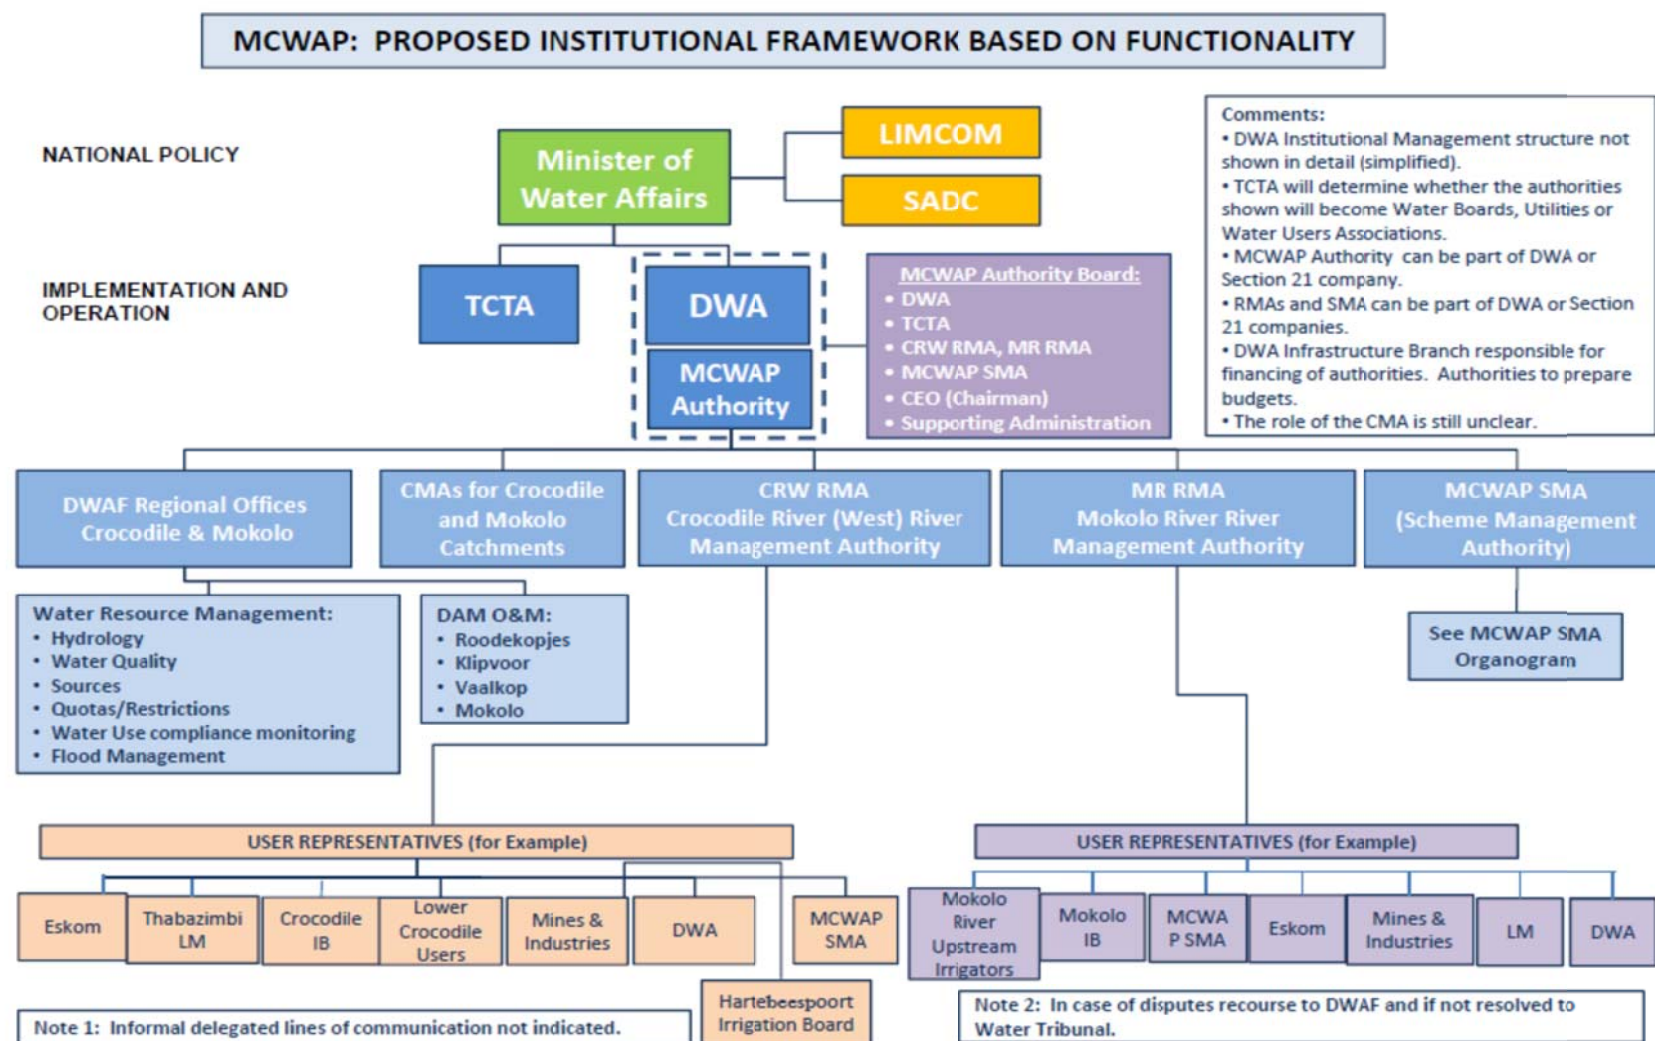 MCWAP: PROPOSED INSTITUTIONAL FRAMEWORK BASED ON FUNCTIONALITY
NATIONAL POLICY
Minister of
Water Affairs
LIMCOM
SADC
Comments:
• DWA Institutional Management structure not
shown in detail (simplified).
• TCTA will determine whether the authorities
shown will become Water Boards, Utilities or
Water Users Associations.
• MCWAP Authority can be part of DWA or
Section 21 company.
• RMAs and SMA can be part of DWA or Section
21 companies.
• DWA Infrastructure Branch responsible for
financing of authorities. Authorities to prepare
budgets.
• The role of the CMA is still unclear.
IMPLEMENTATION AND
OPERATION
TCTA
DWA
MCWAP
Authority
MCWAP Authority Board:
• DWA
• TCTA
• CRW RMA, MR RMA
• MCWAP SMA
• CEO (Chairman)
• Supporting Administration
DWAF Regional Offices
Crocodile & Mokolo
CMAs for Crocodile
and Mokolo
Catchments
CRW RMA
Crocodile River (West) River
Management Authority
MR RMA
Mokolo River River
Management Authority
MCWAP SMA
(Scheme Management
Authority)
Water Resource Management:
• Hydrology
• Water Quality
• Sources
• Quotas/Restrictions
• Water Use compliance monitoring
• Flood Management
DAM O&M:
• Roodekopjes
• Klipvoor
• Vaalkop
• Mokolo
See MCWAP SMA
Organogram
USER REPRESENTATIVES (for Example)
Eskom
Thabazimbi
LM
Crocodile
IB
Lower
Crocodile
Users
Mines &
Industries
DWA
MCWAP
SMA
Hartebeespoort
Irrigation Board
USER REPRESENTATIVES (for Example)
Mokolo
River
Upstream
Irrigators
Mokolo
IB
MCWA
P SMA
Eskom
Mines &
Industries
LM
DWA
Note 1: Informal delegated lines of communication not indicated.
Note 2: In case of disputes recourse to DWAF and if not resolved to
Water Tribunal.